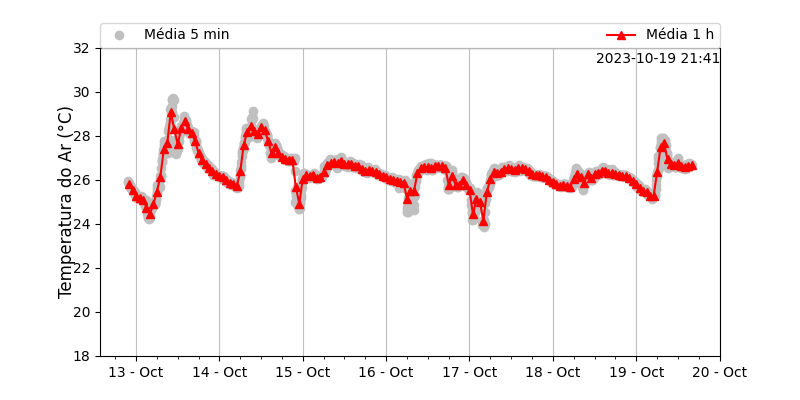 Média 5 min
Média 1 h
2023-10-19 21:41
Temperatura do Ar (°C)
32
30
28
26
24
22
20
18
13 - Oct
14 - Oct
15 - Oct
16 - Oct
17 - Oct
18 - Oct
19 - Oct
20 - Oct